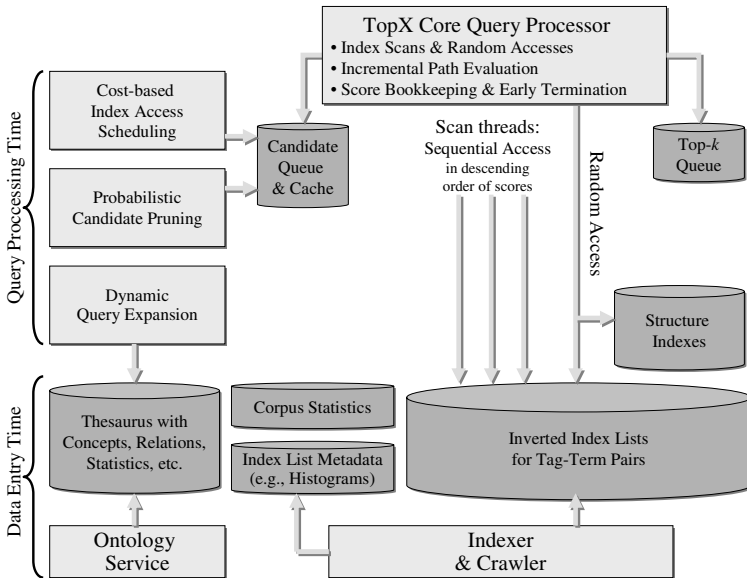 TopX Core Query Processor
• Index Scans & Random Accesses
• Incremental Path Evaluation
• Score Bookkeeping & Early Termination
Query Proccessing Time
Cost-based
Index Access
Scheduling
Candidate
Queue
& Cache
Scan threads:
Sequential Access
in descending
order of scores
Random Access
Top-k
Queue
Probabilistic
Candidate Pruning
Dynamic
Query Expansion
Structure
Indexes
Data Entry Time
Thesaurus with
Concepts, Relations,
Statistics, etc.
Corpus Statistics
Index List Metadata
(e.g., Histograms)
Inverted Index Lists
for Tag-Term Pairs
Ontology
Service
Indexer
& Crawler